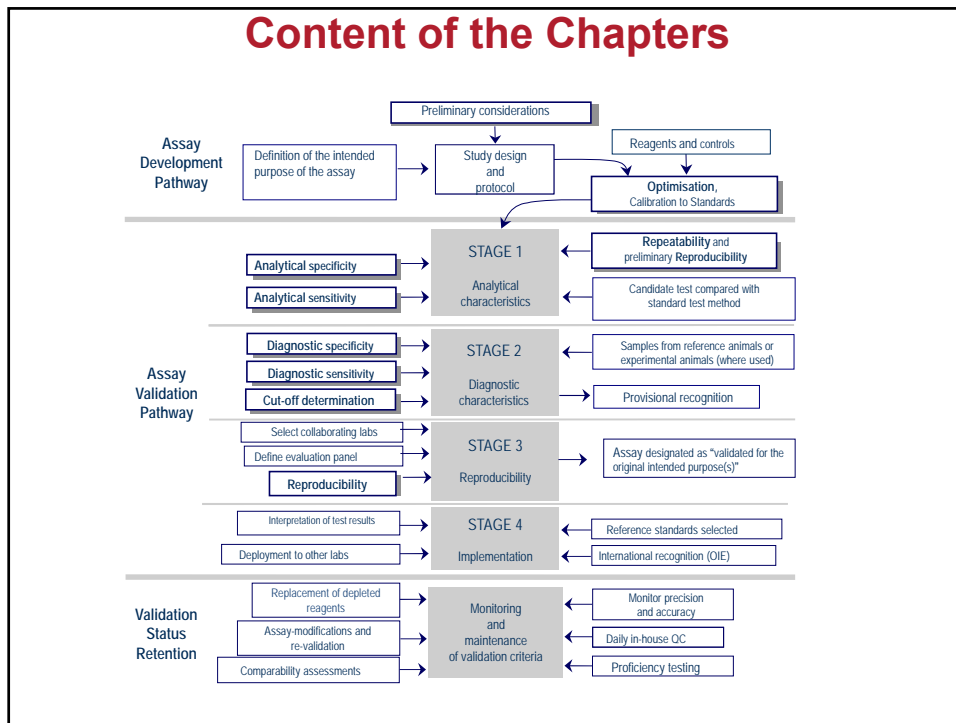 Content of the Chapters
Assay
Development
Pathway
Preliminary considerations
Definition of the intended
purpose of the assay
Study design
and
protocol
Reagents and controls
Optimisation,
Calibration to Standards
Assay
Validation
Pathway
Analytical specificity
Analytical sensitivity
STAGE 1
Analytical
characteristics
Repeatability and
preliminary Reproducibility
Candidate test compared with
standard test method
Diagnostic specificity
Diagnostic sensitivity
Cut-off determination
STAGE 2
Diagnostic
characteristics
Samples from reference animals or
experimental animals (where used)
Provisional recognition
Select collaborating labs
Define evaluation panel
Reproducibility
STAGE 3
Reproducibility
Assay designated as “validated for the
original intended purpose(s)”
Interpretation of test results
Deployment to other labs
STAGE 4
Implementation
Reference standards selected
International recognition (OIE)
Validation
Status
Retention
Replacement of depleted
reagents
Assay-modifications and
re-validation
Comparability assessments
Monitoring
and
maintenance
of validation criteria
Monitor precision
and accuracy
Daily in-house QC
Proficiency testing